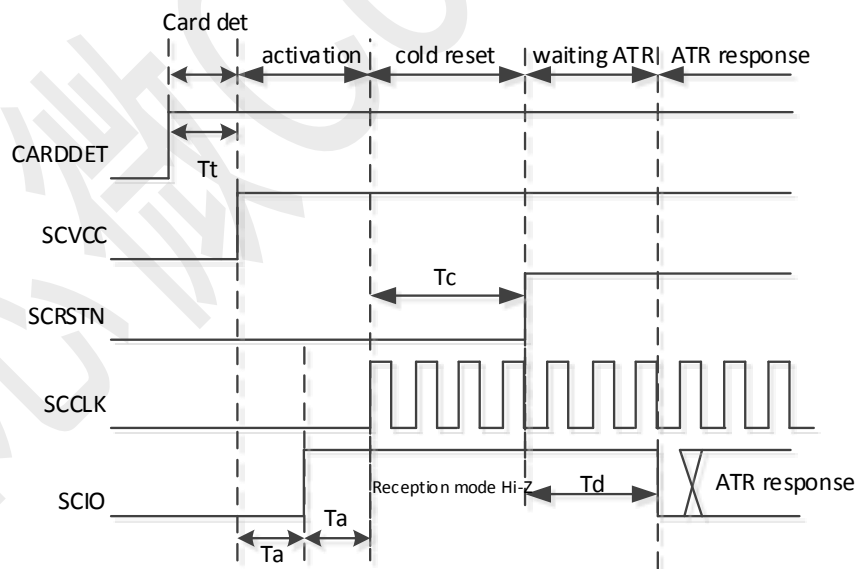 Card det
activation
cold reset
waiting ATR
ATR response
CARDDET
Tt
SCVCC
Tc
SCRSTN
SCCLK
Reception mode Hi-Z
Td
ATR response
SCIO
Ta
Ta